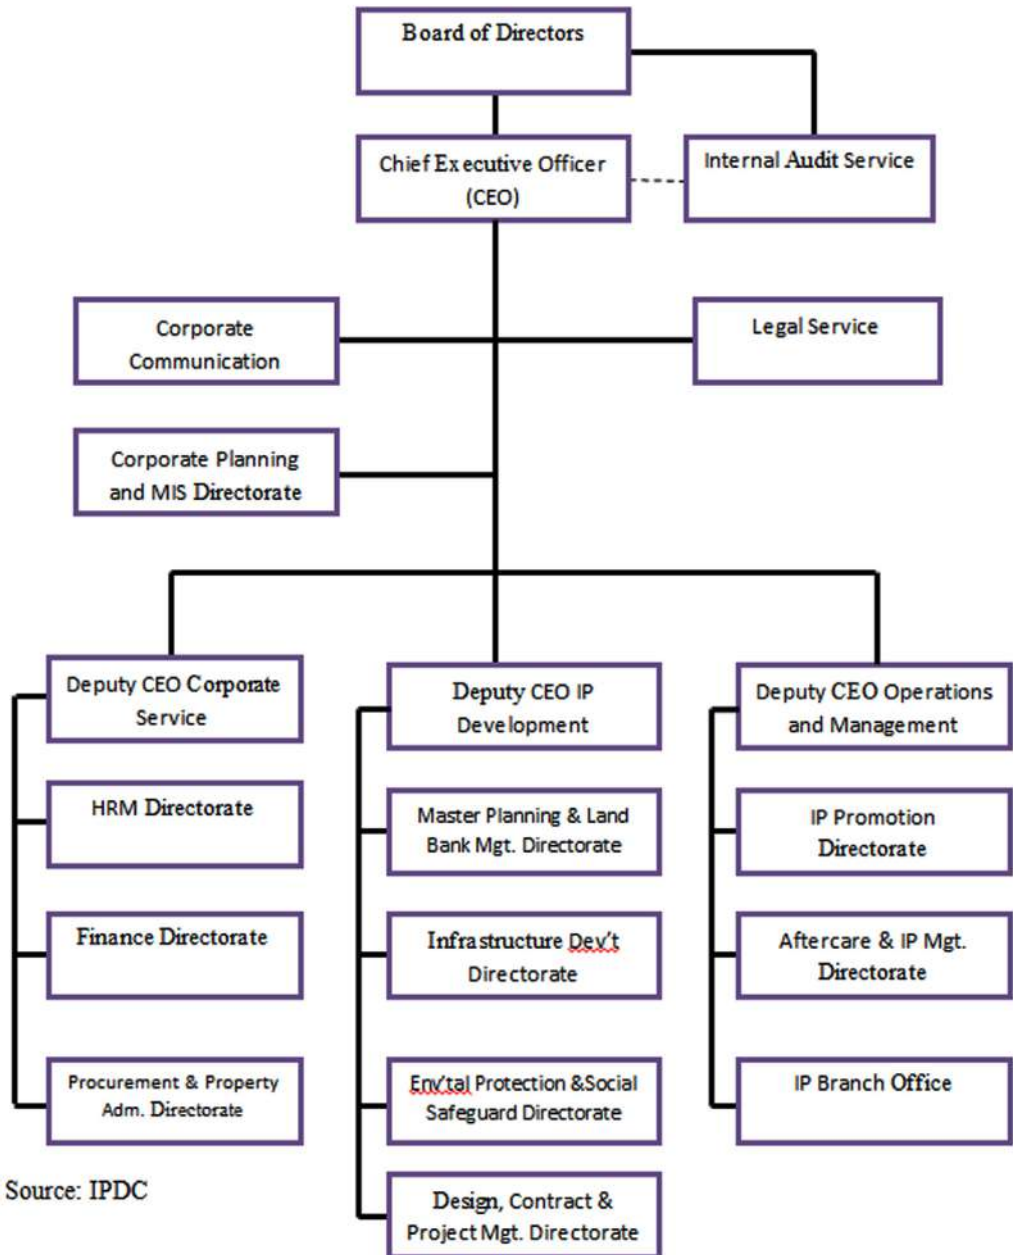 Board of Directors
Chief Executive Officer
(CEO)
Internal Audit Service
Corporate
Communication
Legal Service
Corporate Planning
and MIS Directorate
Deputy CEO Corporate
Service
HRM Directorate
Finance Directorate
Procurement & Property
Adm. Directorate
Deputy CEO IP
Development
Master Planning & Land
Bank Mgt. Directorate
Infrastructure Dev't
Directorate
Env'tal Protection &Social
Safeguard Directorate
Design, Contract &
Project Mgt. Directorate
Deputy CEO Operations
and Management
IP Promotion
Directorate
Aftercare & IP Mgt.
Directorate
IP Branch Office
Source: IPDC